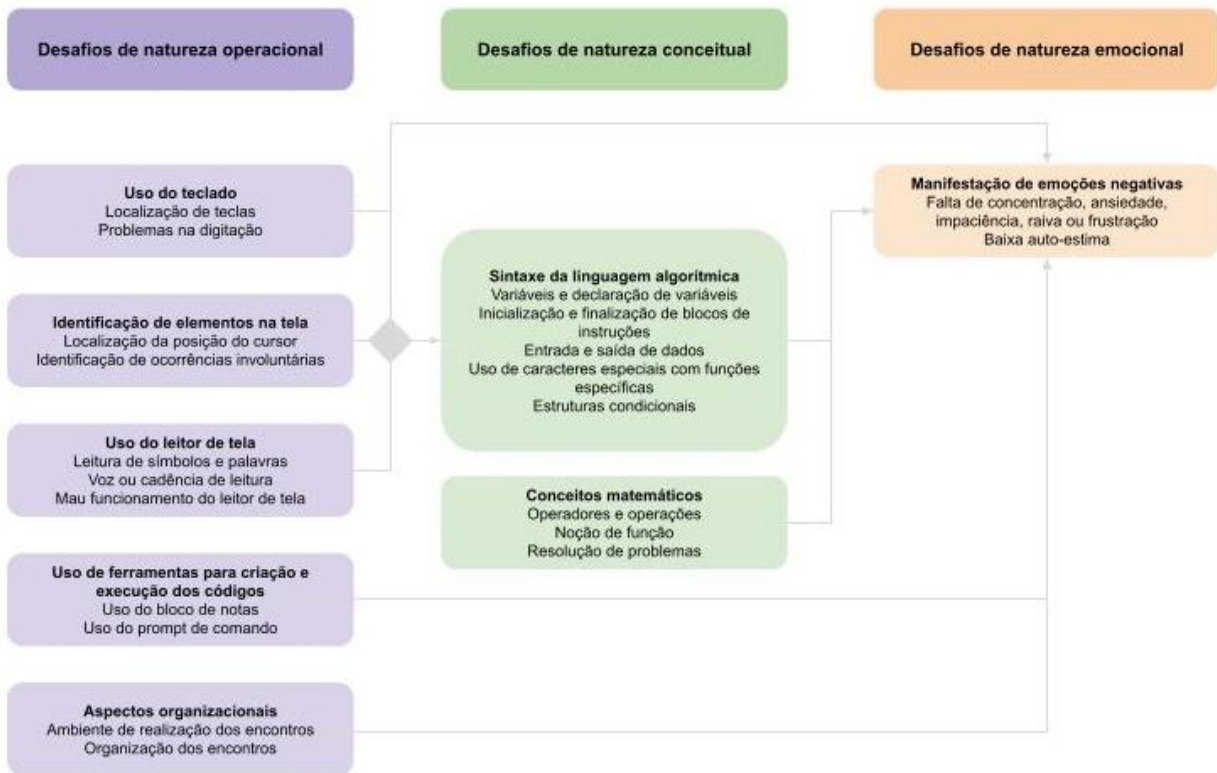 Desafios de natureza operacional
Desafios de natureza conceitual
Desafios de natureza emocional
Uso do teclado
Localização de teclas
Problemas na digitação
Identificação de elementos na tela
Localização da posição do cursor
Identificação de ocorrências involuntárias
Uso do leitor de tela
Leitura de símbolos e palavras
Voz ou cadência de leitura
Mau funcionamento do leitor de tela
Uso de ferramentas para criação e
execução dos códigos
Uso do bloco de notas
Uso do prompt de comando
Aspectos organizacionais
Ambiente de realização dos encontros
Organização dos encontros
Sintaxe da linguagem algorítmica
Variáveis e declaração de variáveis
Inicialização e finalização de blocos de
instruções
Entrada e saída de dados
Uso de caracteres especiais com funções
específicas
Estruturas condicionais
Conceitos matemáticos
Operadores e operações
Noção de função
Resolução de problemas
Manifestação de emoções negativas
Falta de concentração, ansiedade,
impaciência, raiva ou frustração
Baixa auto-estima